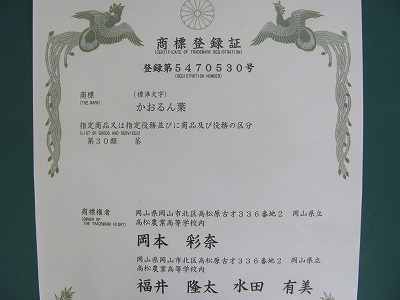 商標登録証
(CERTIFICATE OF TRADEMARK REGISTRATION)
登録第5470530号
(REGISTRATION NUMBER)
商標 (標準文字)
(THE MARK)
かおるん葉
指定商品又は指定役務並びに商品及び役務の区分
(LIST OF GOODS AND SERVICES)
第30類 茶
商標権者 岡山県岡山市北区高松原古才336番地2 岡山県立
(OWNER OF THE TRADEMARK RIGHT) 高松農業高等学校内
岡本 彩奈
岡山県岡山市北区高松原古才336番地2 岡山県立
高松農業高等学校内
福井 隆太 水田 有美